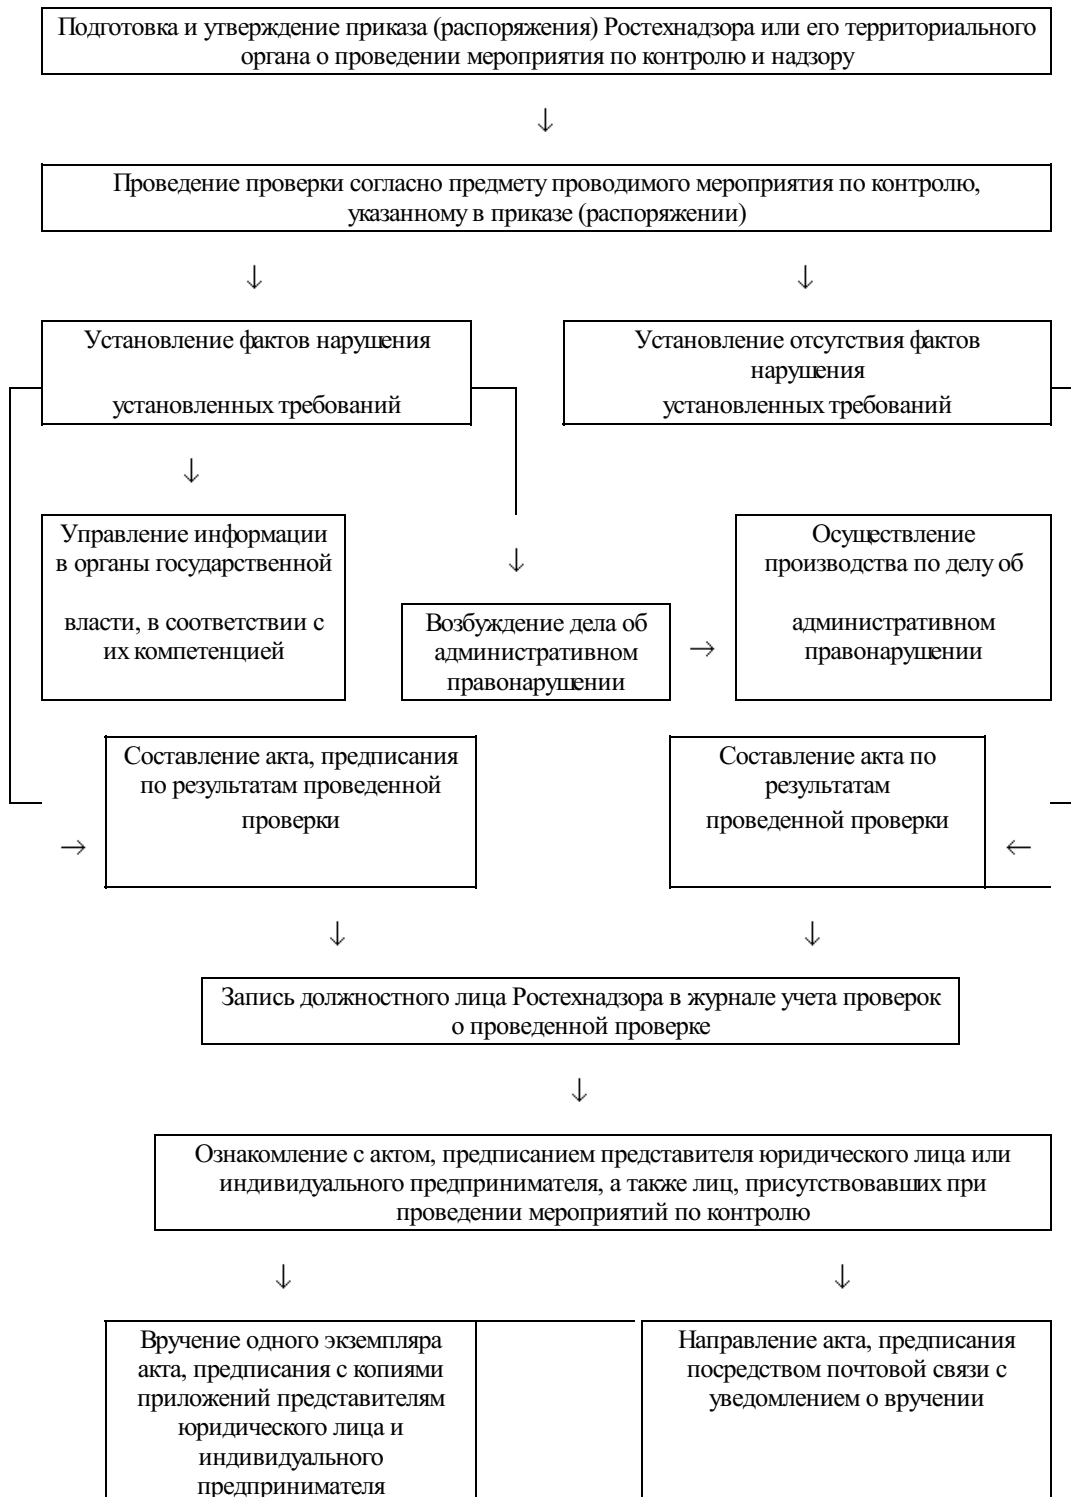 Подготовка и утверждение приказа (распоряжения) Ростехнадзора или его территориального
органа о проведении мероприятия по контролю и надзору
↓
Проведение проверки согласно предмету проводимого мероприятия по контролю,
указанному в приказе (распоряжении)
↓ ↓
Установление фактов нарушения
установленных требований
Установление отсутствия фактов
нарушения
установленных требований
↓
Управление информации
в органы государственной
власти, в соответствии с
их компетенцией
↓
Возбуждение дела об
административном
правонарушении
→
Осуществление
производства по делу об
административном
правонарушении
→
Составление акта, предписания
по результатам проведенной
проверки
Составление акта по
результатам
проведенной проверки
←
↓ ↓
Запись должностного лица Ростехнадзора в журнале учета проверок
о проведенной проверке
↓
Ознакомление с актом, предписанием представителя юридического лица или
индивидуального предпринимателя, а также лиц, присутствовавших при
проведении мероприятий по контролю
↓ ↓
Вручение одного экземпляра
акта, предписания с копиями
приложений представителям
юридического лица и
индивидуального
предпринимателя
Направление акта, предписания
посредством почтовой связи с
уведомлением о вручении